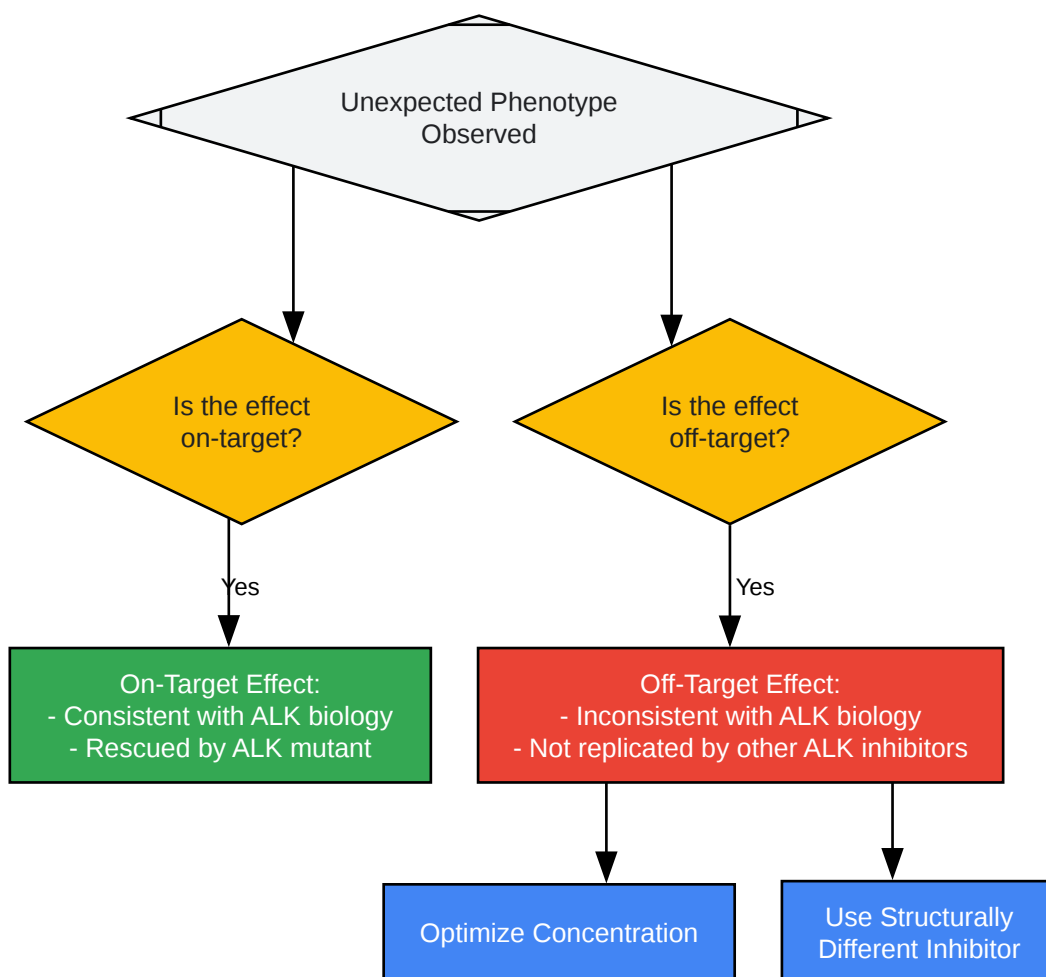 Unexpected Phenotype
Observed
Is the effect
on-target?
Is the effect
off-target?
Yes
Yes
On-Target Effect:
- Consistent with ALK biology
- Rescued by ALK mutant
Off-Target Effect:
- Inconsistent with ALK biology
- Not replicated by other ALK inhibitors
Optimize Concentration
Use Structurally
Different Inhibitor